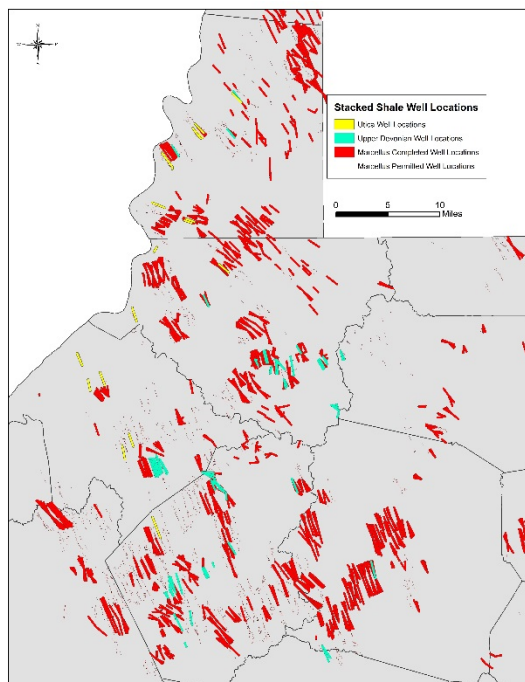 N
Stacked Shale Well Locations
Utica Well Locations
Upper Devonian Well Locations
Marcellus Completed Well Locations
Marcellus Permitted Well Locations
0 5 10
Miles